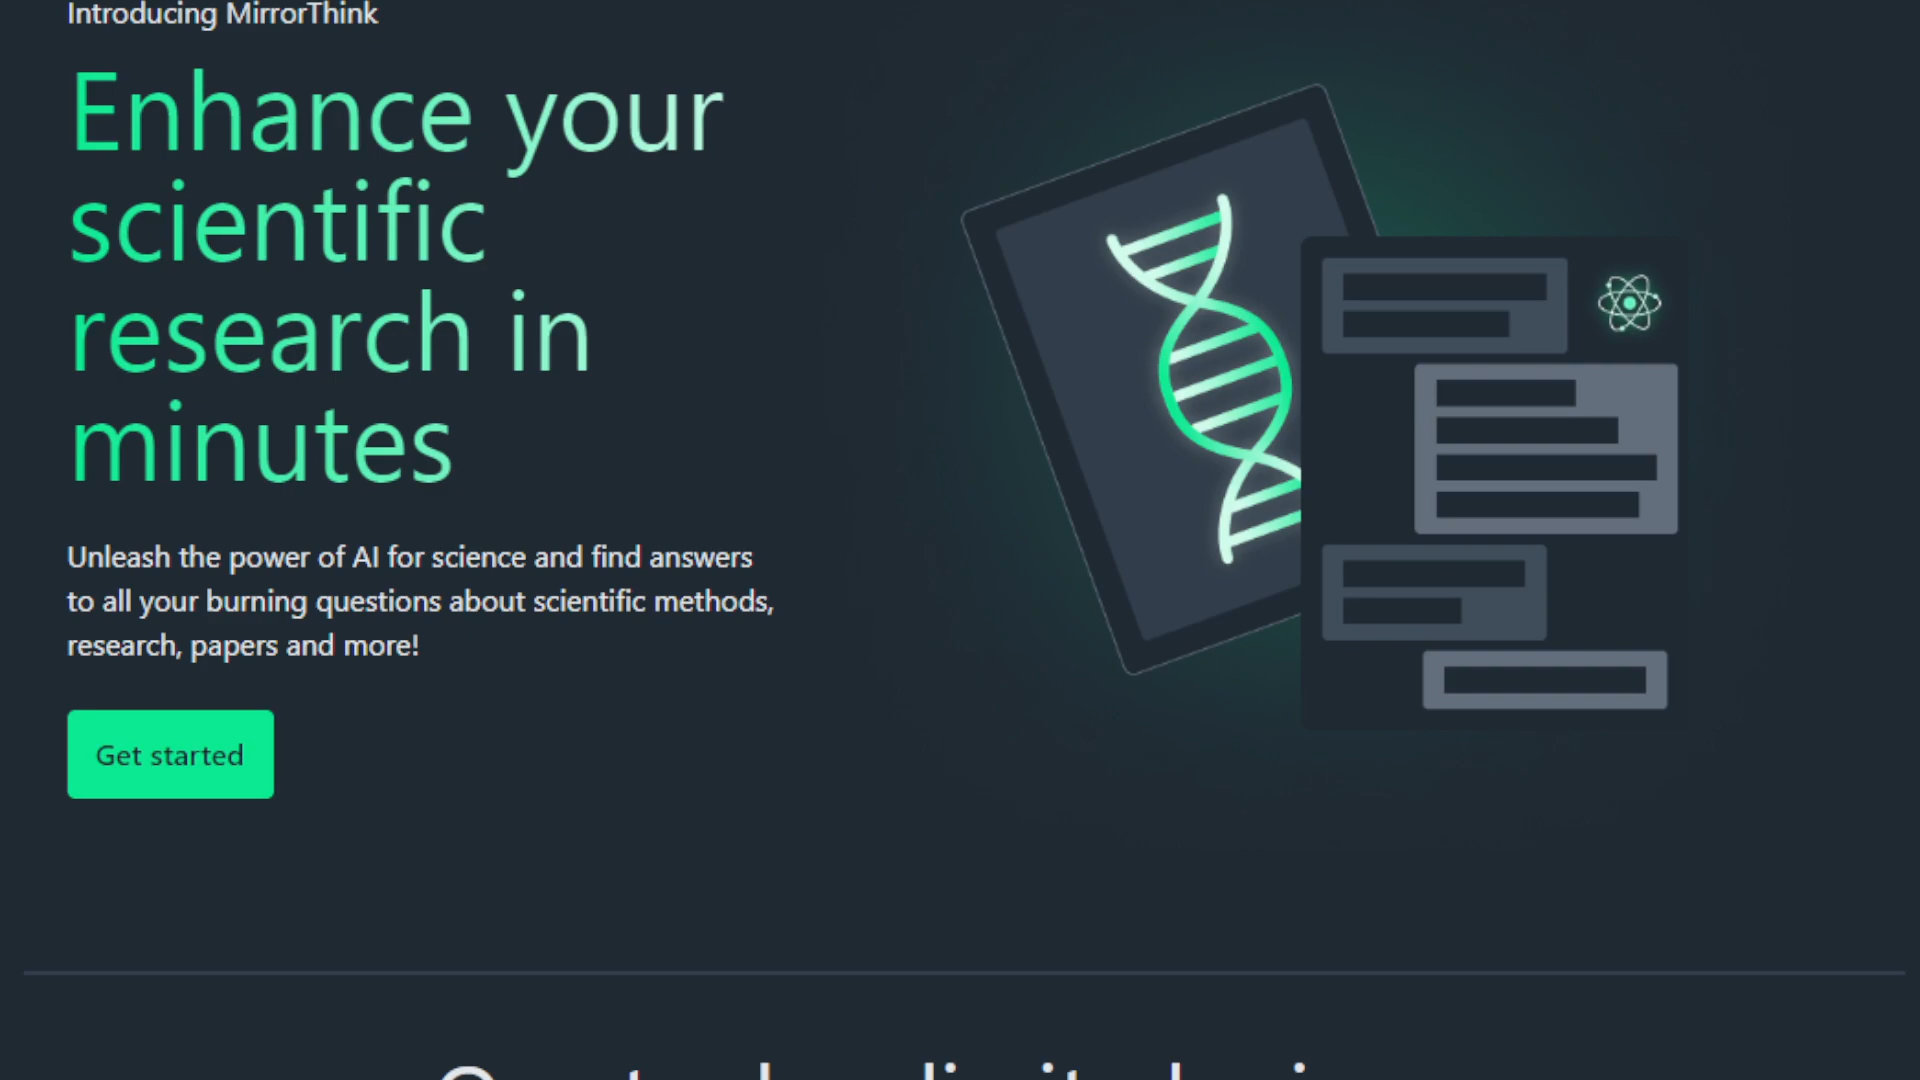 Introducing MirrorThink
Enhance your
scientific
research in
minutes
Unleash the power of AI for science and find answers
to all your burning questions about scientific methods,
research, papers and more!
Get started